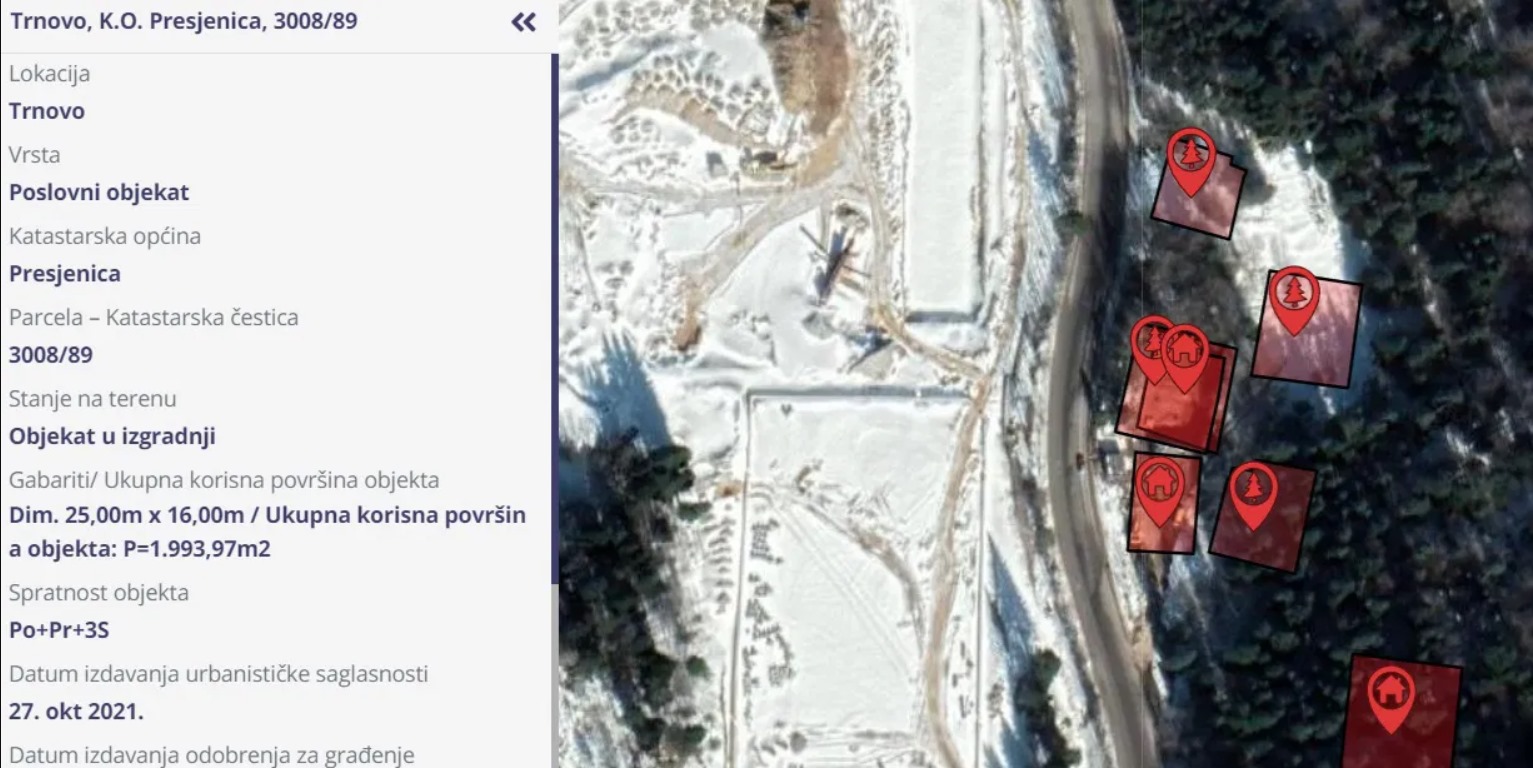 Trnovo, K.O. Presjenica, 3008/89
Lokacija
Trnovo
Vrsta
Poslovni objekat
Katastarska općina
Presjenica
Parcela – Katastarska čestica
3008/89
Stanje na terenu
Objekat u izgradnji
Gabariti/ Ukupna korisna površina objekta
Dim. 25,00m x 16,00m / Ukupna korisna površin
a objekta: P=1.993,97m2
Spratnost objekta
Po+Pr+3S
Datum izdavanja urbanističke saglasnosti
27. okt 2021.
Datum izdavanja odobrenja za građenje